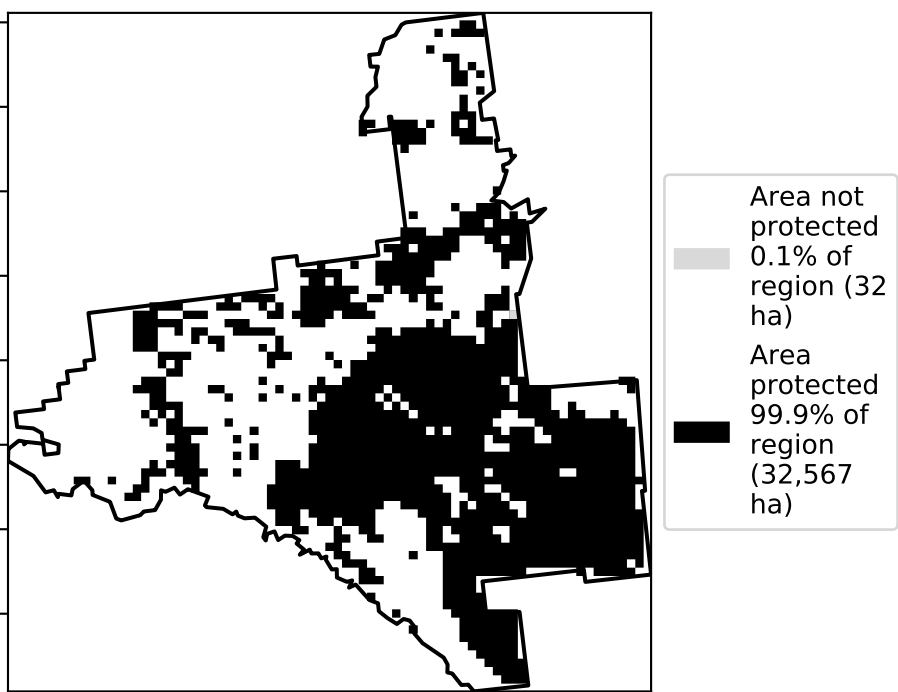 Area not
protected
0.1% of
region (32
ha)
Area
protected
99.9% of
region
(32,567
ha)